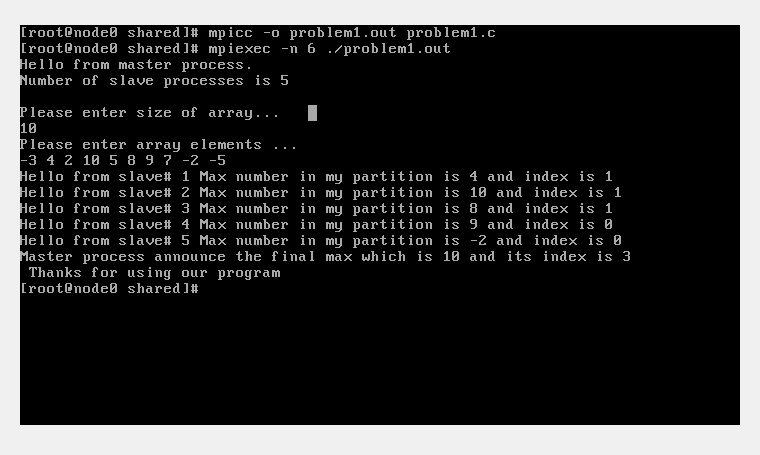 [root@node0 shared]# mpicc -o problem1.out problem1.c
[root@node0 shared]# mpiexec -n 6 ./problem1.out
Hello from master process.
Number of slave processes is 5
Please enter size of array...
10
Please enter array elements ...
-3 4 2 10 5 8 9 7 -2 -5
Hello from slave# 1 Max number in my partition is 4 and index is 1
Hello from slave# 2 Max number in my partition is 10 and index is 1
Hello from slave# 3 Max number in my partition is 8 and index is 1
Hello from slave# 4 Max number in my partition is 9 and index is 0
Hello from slave# 5 Max number in my partition is -2 and index is 0
Master process announce the final max which is 10 and its index is 3
 Thanks for using our program
[root@node0 shared]#